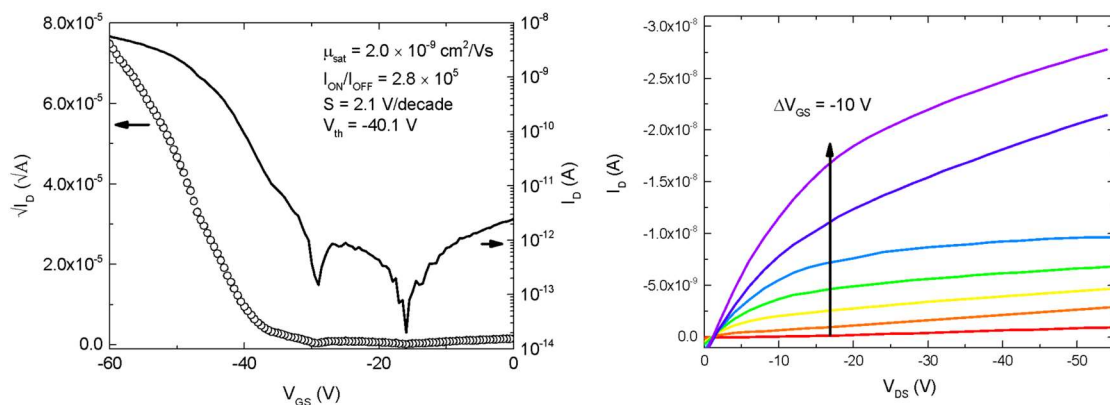 8.0x10⁻⁵
6.0x10⁻⁵
4.0x10⁻⁵
2.0x10⁻⁵
0.0
√I_D (√A)
μ_sat = 2.0 × 10⁻⁹ cm²/Vs
I_ON/I_OFF = 2.8 × 10⁵
S = 2.1 V/decade
V_th = -40.1 V
10⁻⁸
10⁻⁹
10⁻¹⁰
10⁻¹¹
10⁻¹²
10⁻¹³
10⁻¹⁴
I_D (A)
-60 -40 -20 0
V_GS (V)
-3.0x10⁻⁸
-2.5x10⁻⁸
-2.0x10⁻⁸
-1.5x10⁻⁸
-1.0x10⁻⁸
-5.0x10⁻⁹
0.0
I_D (A)
ΔV_GS = -10 V
0 -10 -20 -30 -40 -50
V_DS (V)